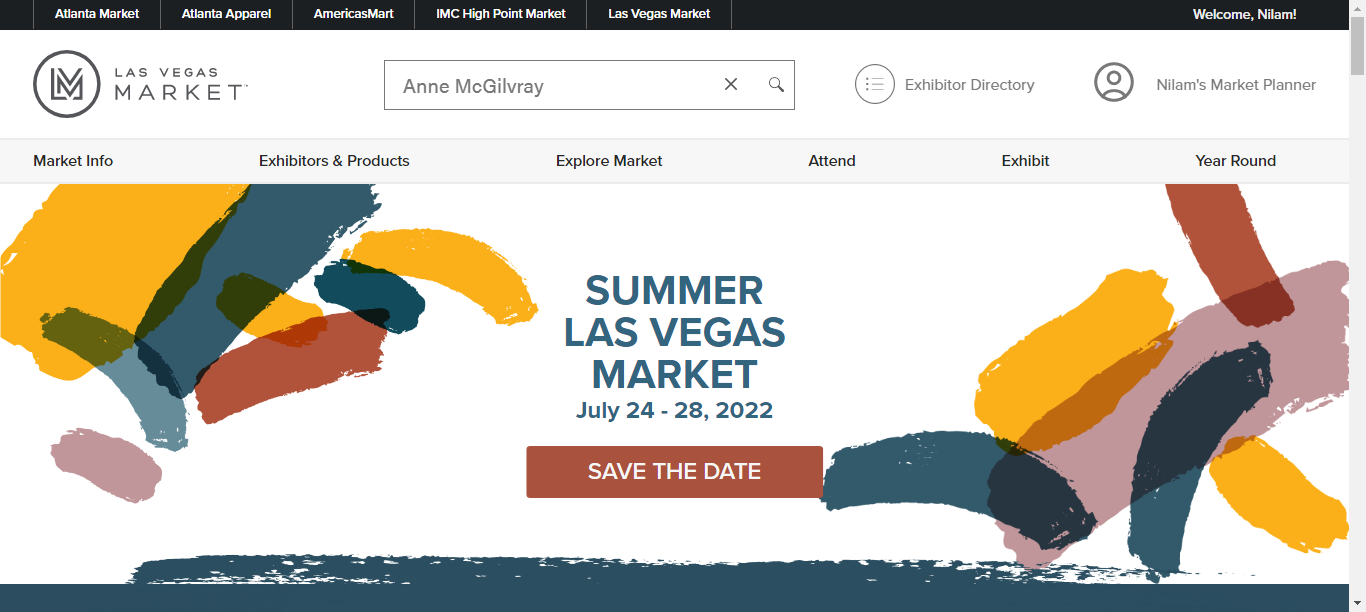 Atlanta Market
Atlanta Apparel
AmericasMart
IMC High Point Market
Las Vegas Market
Welcome, Nilam!
LM
LAS VEGAS
MARKET
Anne McGilvray
Exhibitor Directory
Nilam's Market Planner
Market Info
Exhibitors & Products
Explore Market
Attend
Exhibit
Year Round
SUMMER
LAS VEGAS
MARKET
July 24 - 28, 2022
SAVE THE DATE